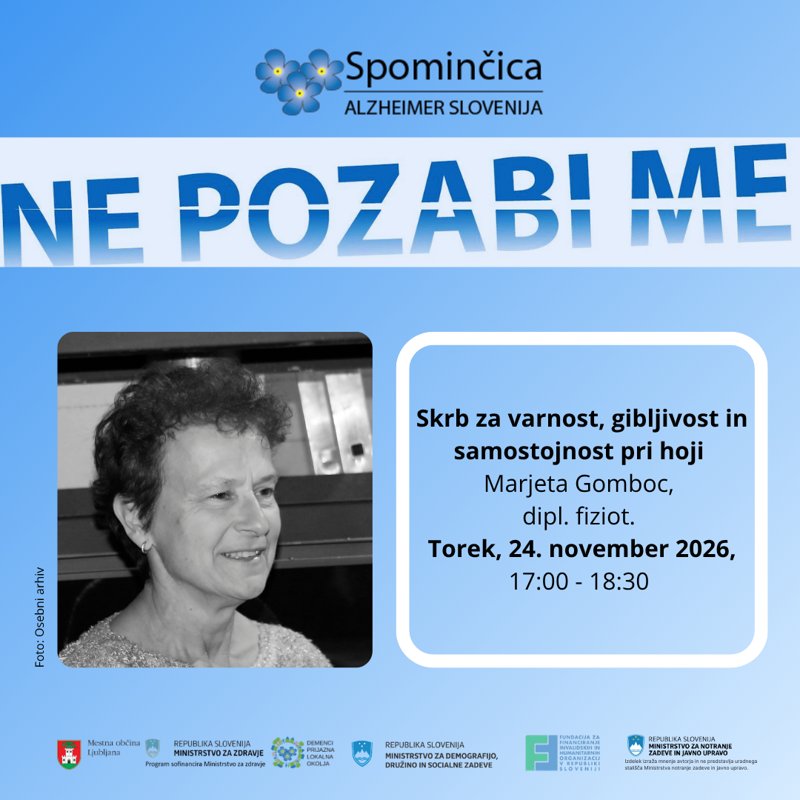 Spominčica
ALZHEIMER SLOVENIJA
NE POZABI ME
Skrb za varnost, gibljivost in
samostojnost pri hoji
Marjeta Gomboc,
dipl. fiziot.
Torek, 24. november 2026,
17:00 - 18:30
Foto: Osebni arhiv
Mestna občina
Ljubljana
REPUBLIKA SLOVENIJA
MINISTRSTVO ZA ZDRAVJE
Program sofinancira Ministrstvo za zdravje
DEMENCI
PRIJAZNA
LOKALNA
OKOLJA
REPUBLIKA SLOVENIJA
MINISTRSTVO ZA DEMOGRAFIJO,
DRUŽINO IN SOCIALNE ZADEVE
FUNDACIJA ZA
FINANCIRANJE
INVALIDSKIH IN
HUMANITARNIH
ORGANIZACIJ
V REPUBLIKI
SLOVENIJI
REPUBLIKA SLOVENIJA
MINISTRSTVO ZA NOTRANJE
ZADEVE IN JAVNO UPRAVO
Izdelek izraža mnenje avtorja in ne predstavlja uradnega
stališča Ministrstva notranje zadeve in javno upravo.